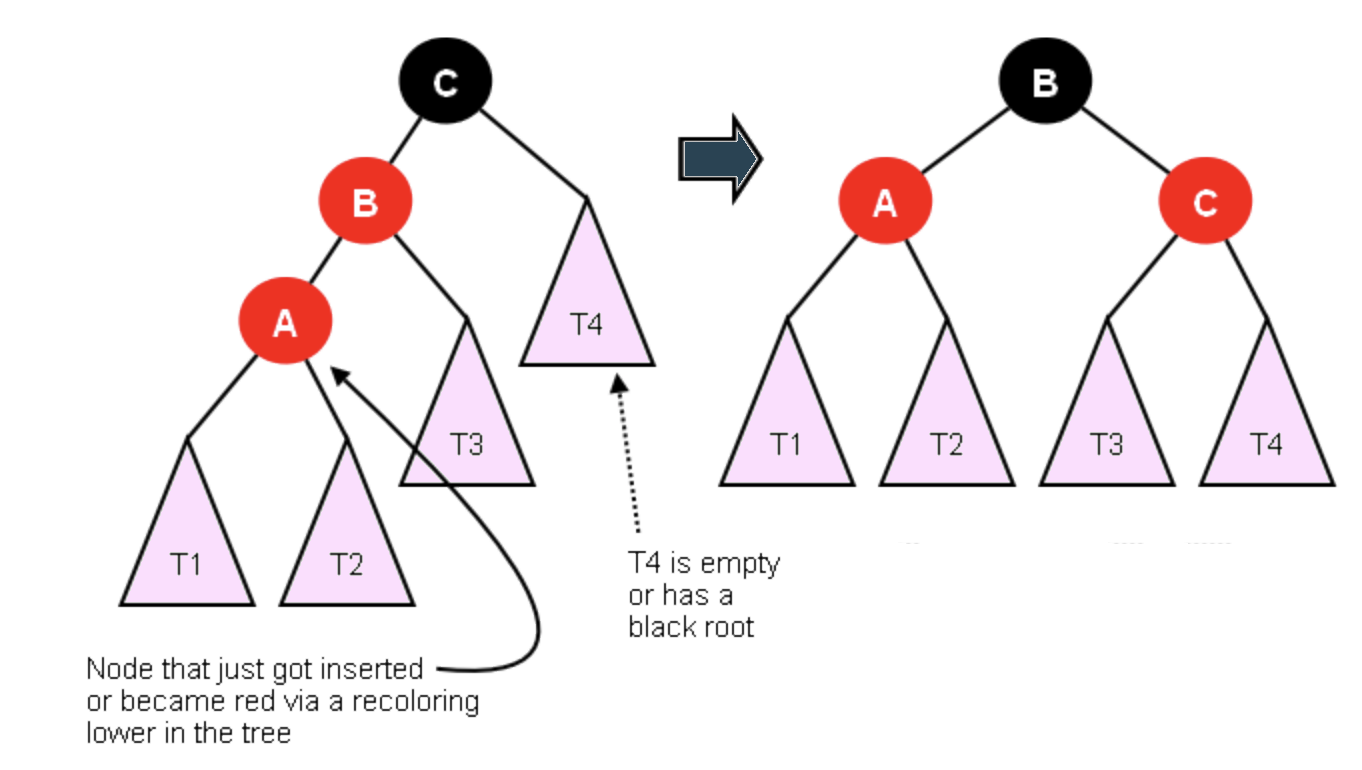 C
B
B
A
C
A
T4
T3
T1
T2
T3
T4
T1
T2
T4 is empty
or has a
black root
Node that just got inserted
or became red via a recoloring
lower in the tree